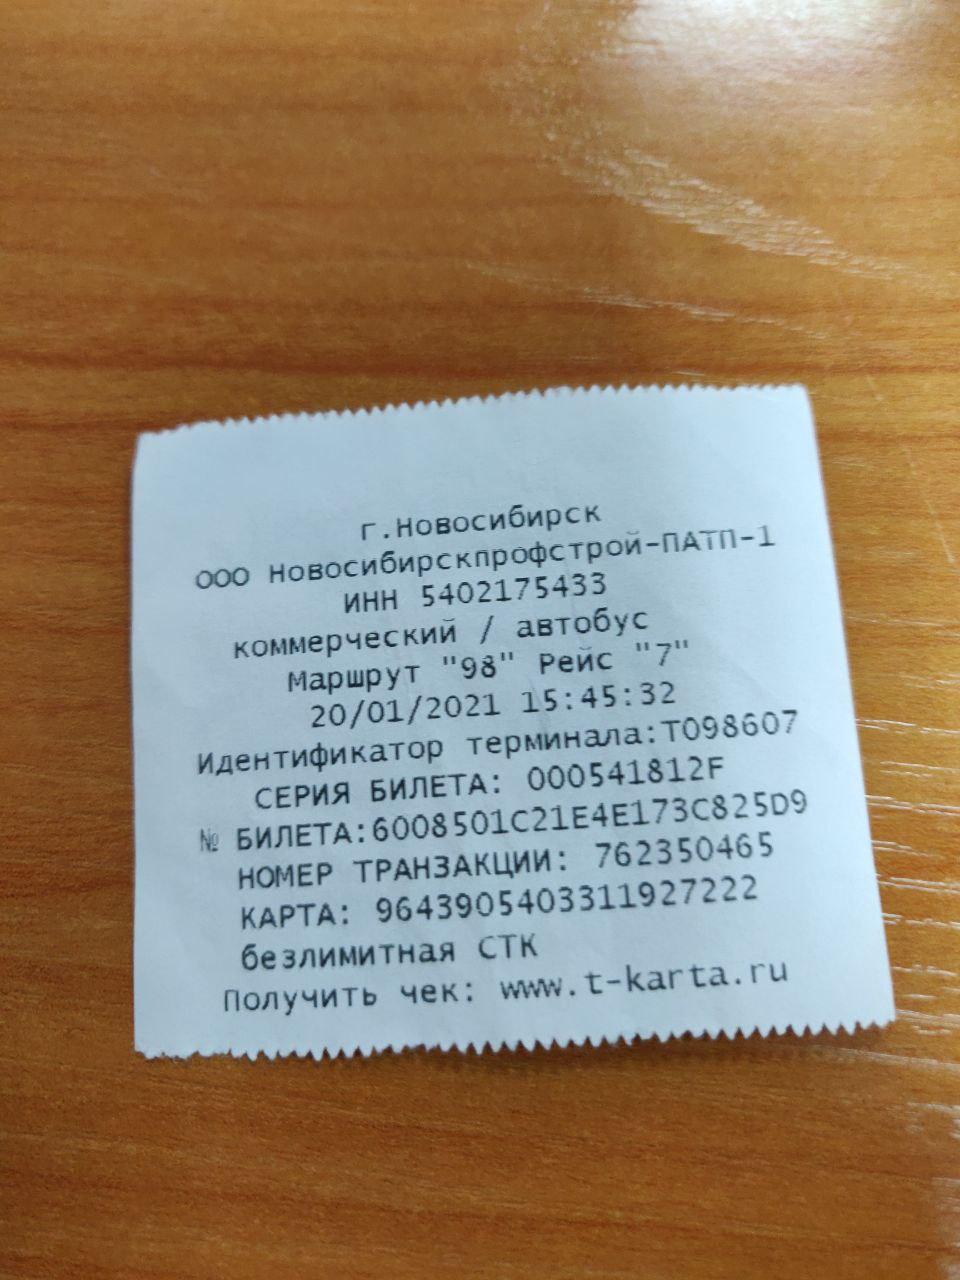 г.Новосибирск
ООО Новосибирскпрофстрой-ПАТП-1
ИНН 5402175433
коммерческий / автобус
Маршрут "98" Рейс "7"
20/01/2021 15:45:32
Идентификатор терминала:T098607
СЕРИЯ БИЛЕТА: 000541812F
№ БИЛЕТА:6008501C21E4E173C825D9
НОМЕР ТРАНЗАКЦИИ: 762350465
КАРТА: 9643905403311927222
безлимитная СТК
Получить чек: www.t-karta.ru